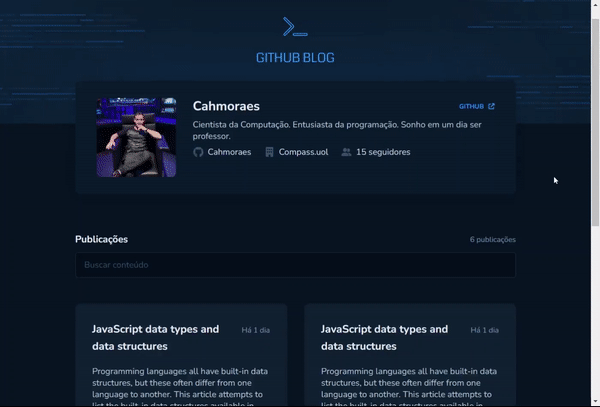 GITHUB BLOG
Cahmoraes
GITHUB
Cientista da Computação. Entusiasta da programação. Sonho em um dia ser
professor.
Cahmoraes Compass.uol 15 seguidores
Publicações
6 publicações
Buscar conteúdo
JavaScript data types and
data structures
Há 1 dia
Programming languages all have built-in data
structures, but these often differ from one
language to another. This article attempts to
list the built-in data structures available in
JavaScript data types and
data structures
Há 1 dia
Programming languages all have built-in data
structures, but these often differ from one
language to another. This article attempts to
list the built-in data structures available in